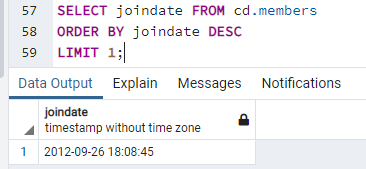 57 SELECT joindate FROM cd.members
58 ORDER BY joindate DESC
59 LIMIT 1;
Data Output Explain Messages Notifications
joindate
timestamp without time zone
1 2012-09-26 18:08:45